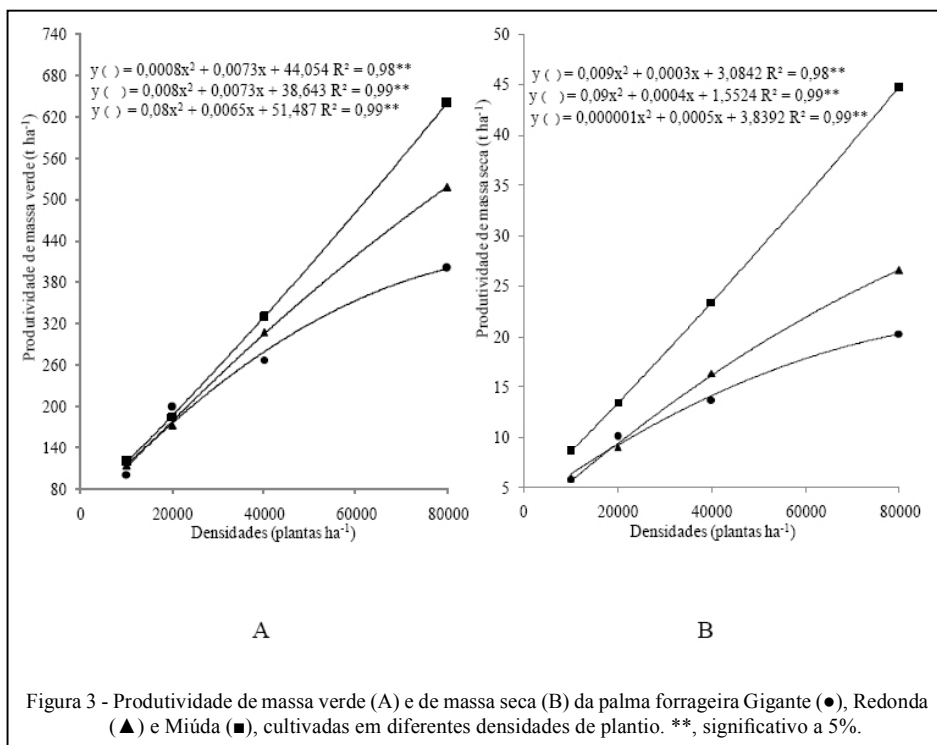 740
680
620
560
500
440
380
320
260
200
140
80
Produtividade de massa verde (t ha⁻¹)
y ( ) = 0,0008x² + 0,0073x + 44,054 R² = 0,98**
y ( ) = 0,008x² + 0,0073x + 38,643 R² = 0,99**
y ( ) = 0,08x² + 0,0065x + 51,487 R² = 0,99**
0 20000 40000 60000 80000
Densidades (plantas ha⁻¹)
A
50
45
40
35
30
25
20
15
10
5
Produtividade de massa seca (t ha⁻¹)
y ( ) = 0,009x² + 0,0003x + 3,0842 R² = 0,98**
y ( ) = 0,09x² + 0,0004x + 1,5524 R² = 0,99**
y ( ) = 0,000001x² + 0,0005x + 3,8392 R² = 0,99**
0 20000 40000 60000 80000
Densidades (plantas ha⁻¹)
B
Figura 3 - Produtividade de massa verde (A) e de massa seca (B) da palma forrageira Gigante (●), Redonda
(▲) e Miúda (■), cultivadas em diferentes densidades de plantio. **, significativo a 5%.